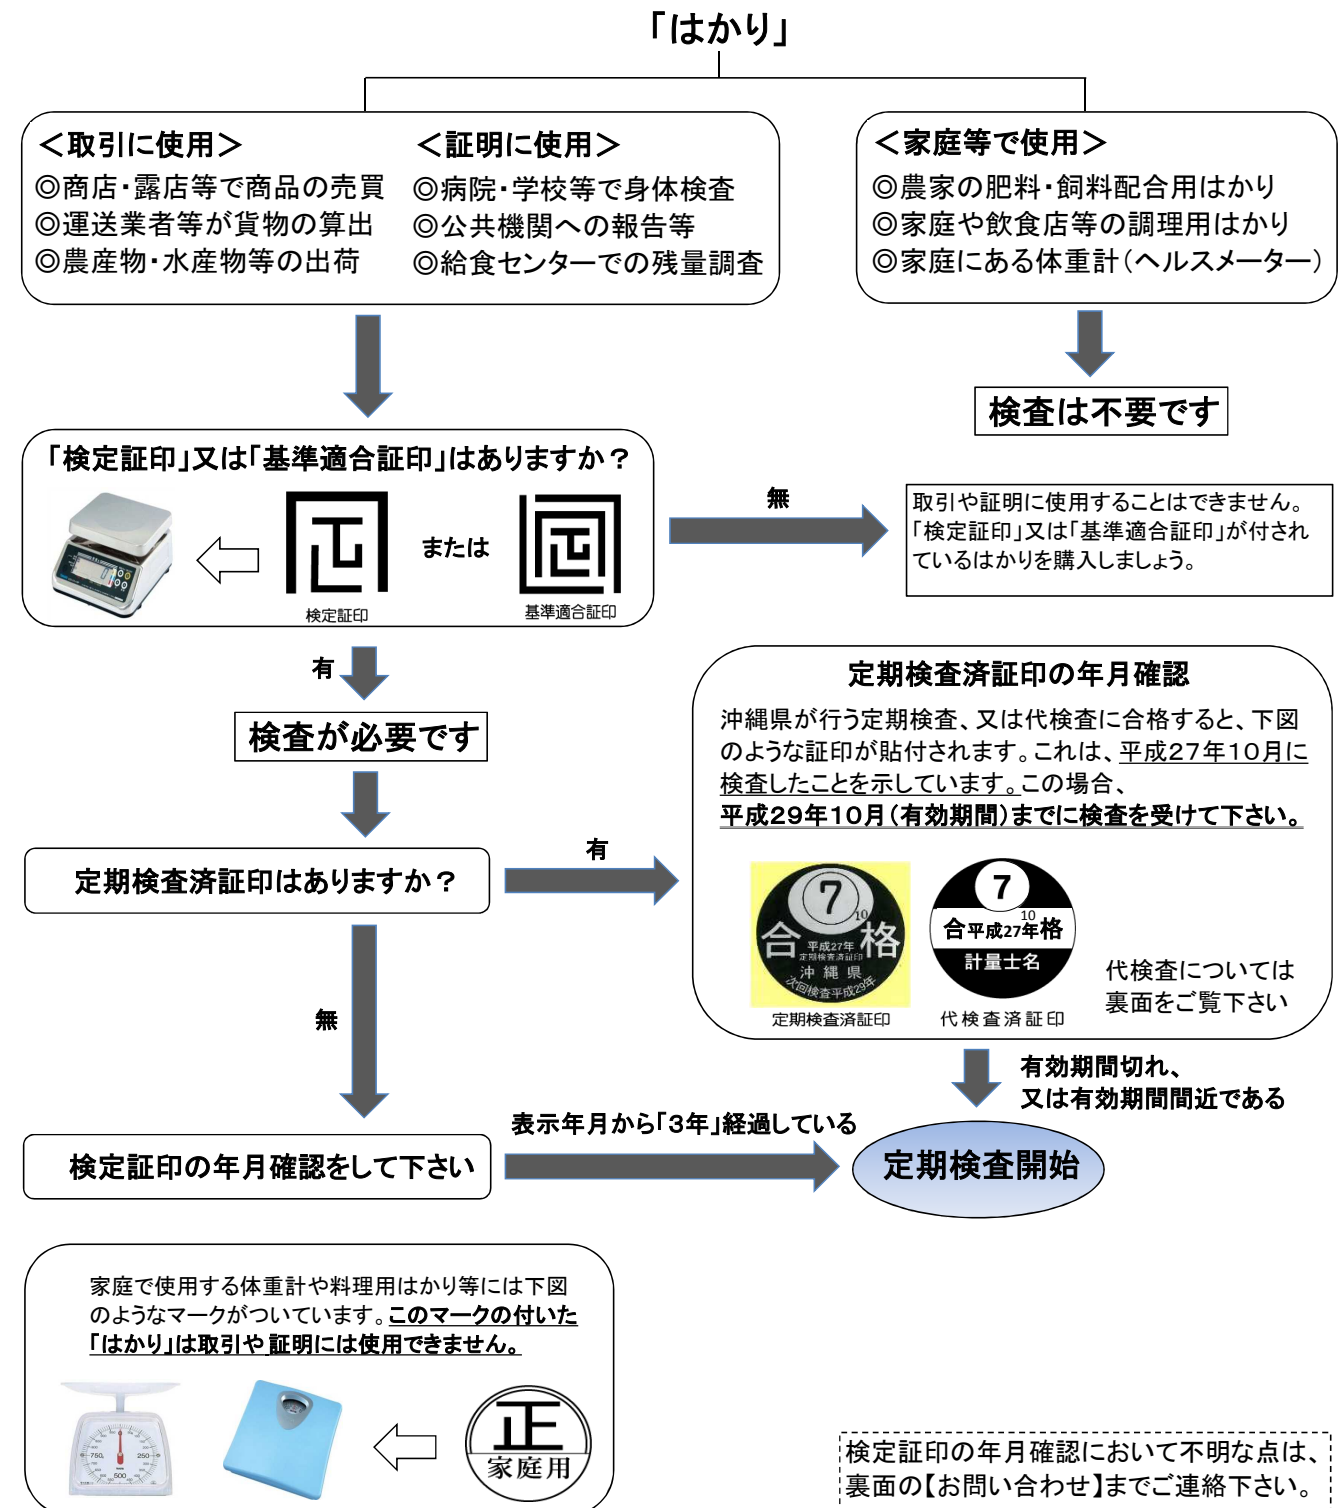 「はかり」
＜取引に使用＞
◎商店・露店等で商品の売買
◎運送業者等が貨物の算出
◎農産物・水産物等の出荷
＜証明に使用＞
◎病院・学校等で身体検査
◎公共機関への報告等
◎給食センターでの残量調査
＜家庭等で使用＞
◎農家の肥料・飼料配合用はかり
◎家庭や飲食店等の調理用はかり
◎家庭にある体重計（ヘルスメーター）
検査は不要です
「検定証印」又は「基準適合証印」はありますか？
または
検定証印
基準適合証印
無
取引や証明に使用することはできません。
「検定証印」又は「基準適合証印」が付され
ているはかりを購入しましょう。
有
検査が必要です
定期検査済証印はありますか？
有
定期検査済証印の年月確認
沖縄県が行う定期検査、又は代検査に合格すると、下図
のような証印が貼付されます。これは、平成２７年１０月に
検査したことを示しています。この場合、
平成２９年１０月（有効期間）までに検査を受けて下さい。
7
10
合格
平成27年
定期検査済証印
沖縄県
次回検査平成29年
定期検査済証印
7
10
合平成27年格
計量士名
代検査済証印
代検査については
裏面をご覧下さい
無
有効期間切れ、
又は有効期間間近である
検定証印の年月確認をして下さい
表示年月から「３年」経過している
定期検査開始
家庭で使用する体重計や料理用はかり等には下図
のようなマークがついています。このマークの付いた
「はかり」は取引や証明には使用できません。
750
250
500
正
家庭用
検定証印の年月確認において不明な点は、
裏面の【お問い合わせ】までご連絡下さい。